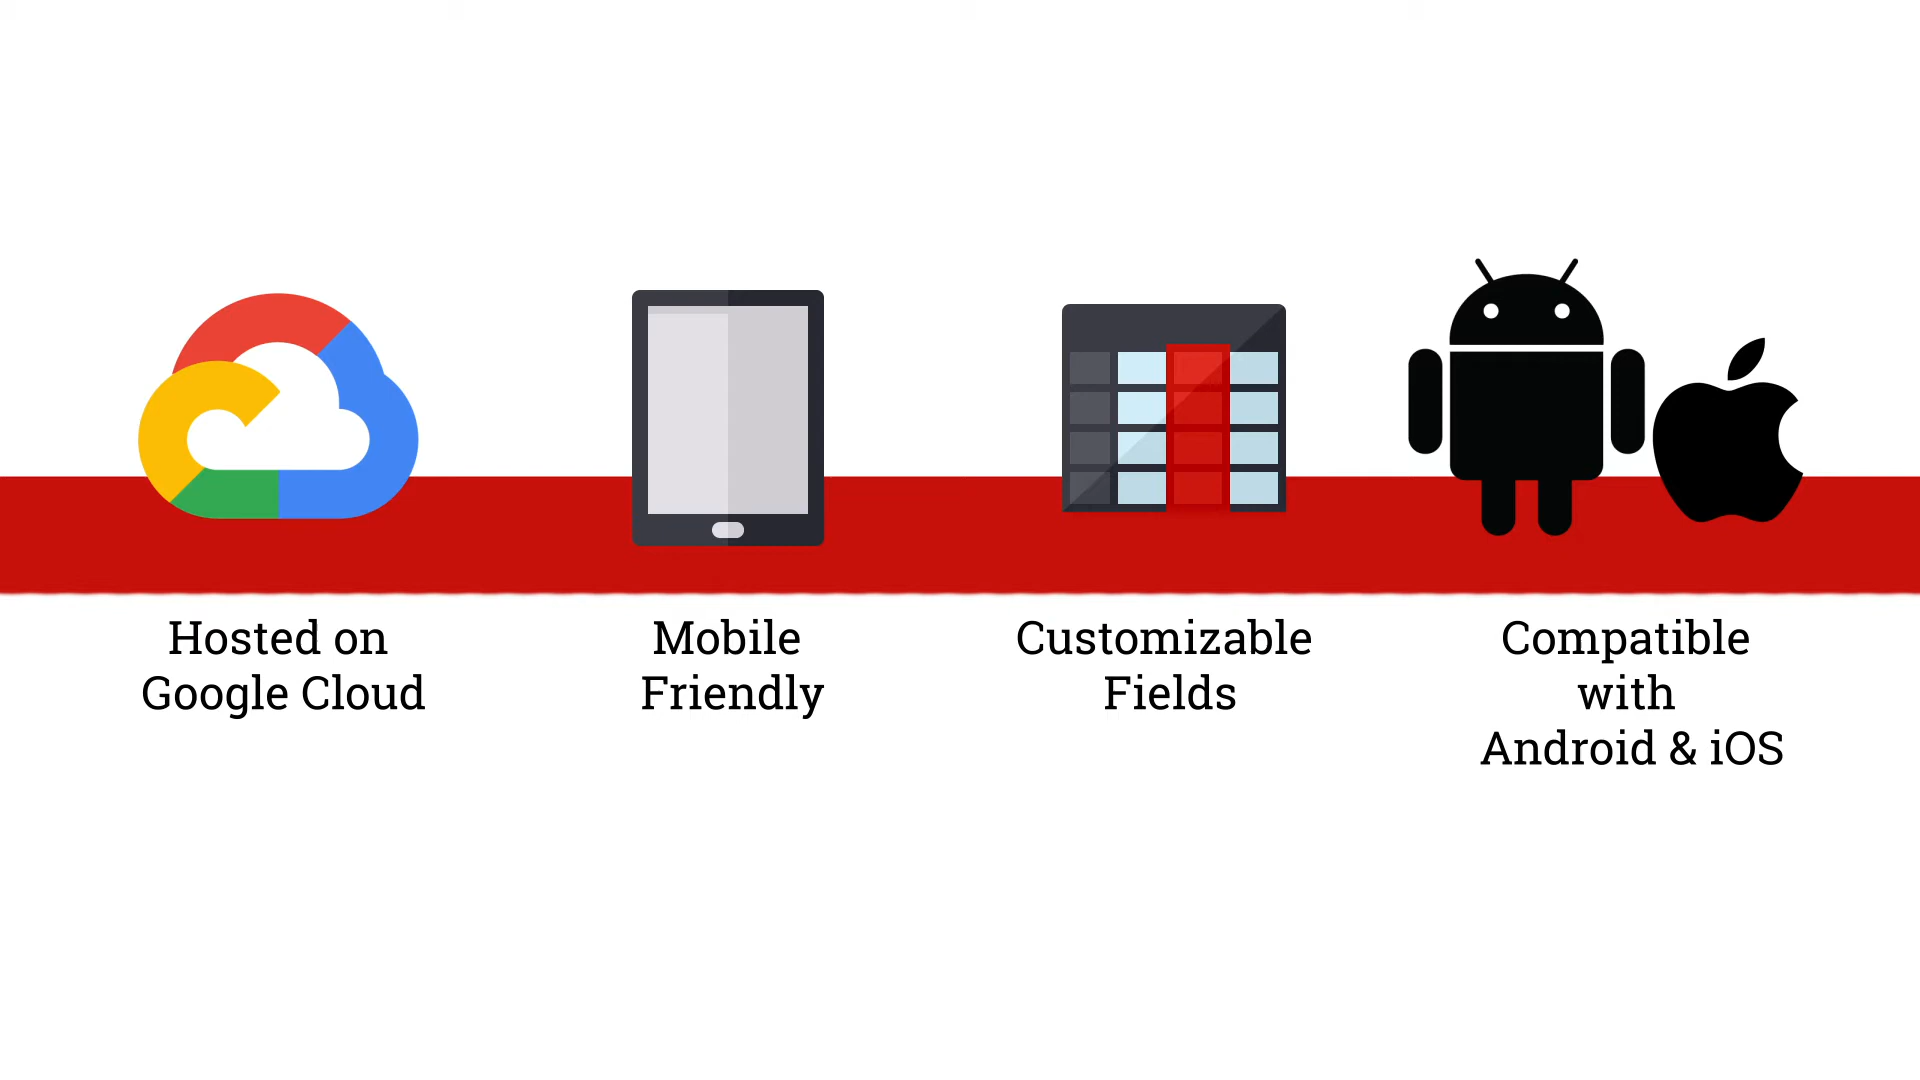 Hosted on
Google Cloud
Mobile
Friendly
Customizable
Fields
Compatible
with
Android & iOS